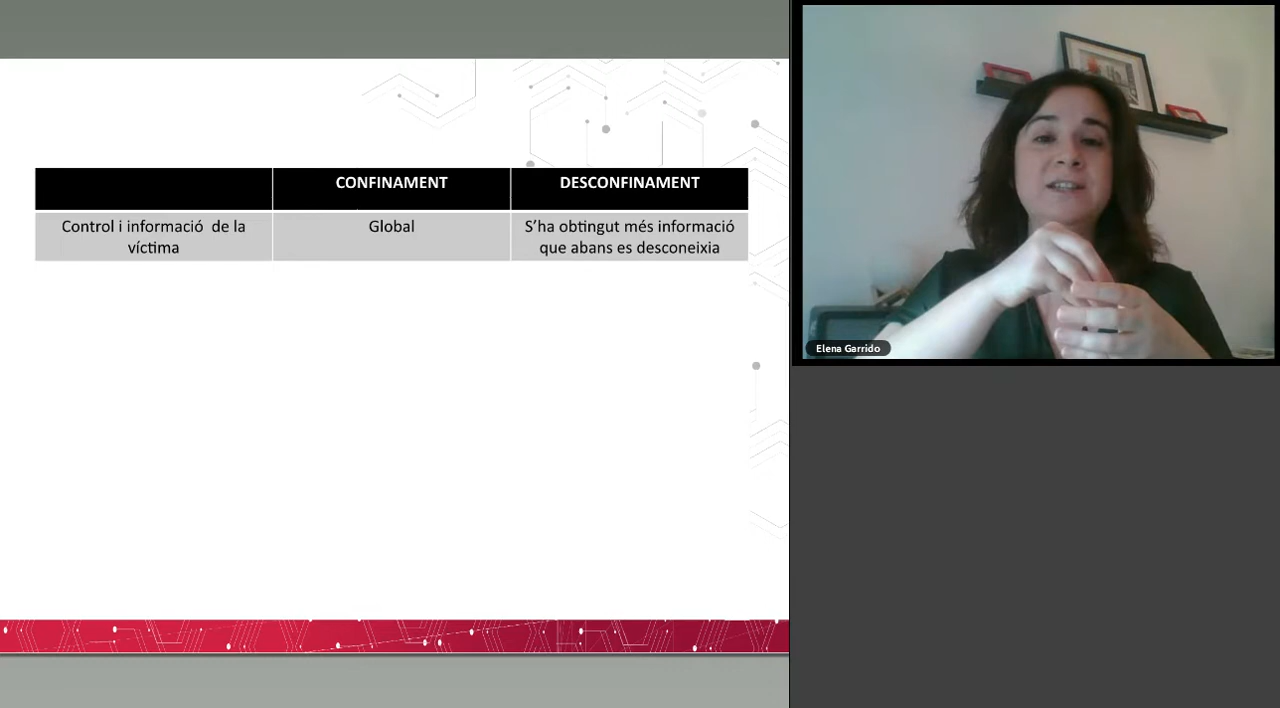 CONFINAMENT
DESCONFINAMENT
Control i informació  de la
víctima
Global
S’ha obtingut més informació
que abans es desconeixia
Elena Garrido